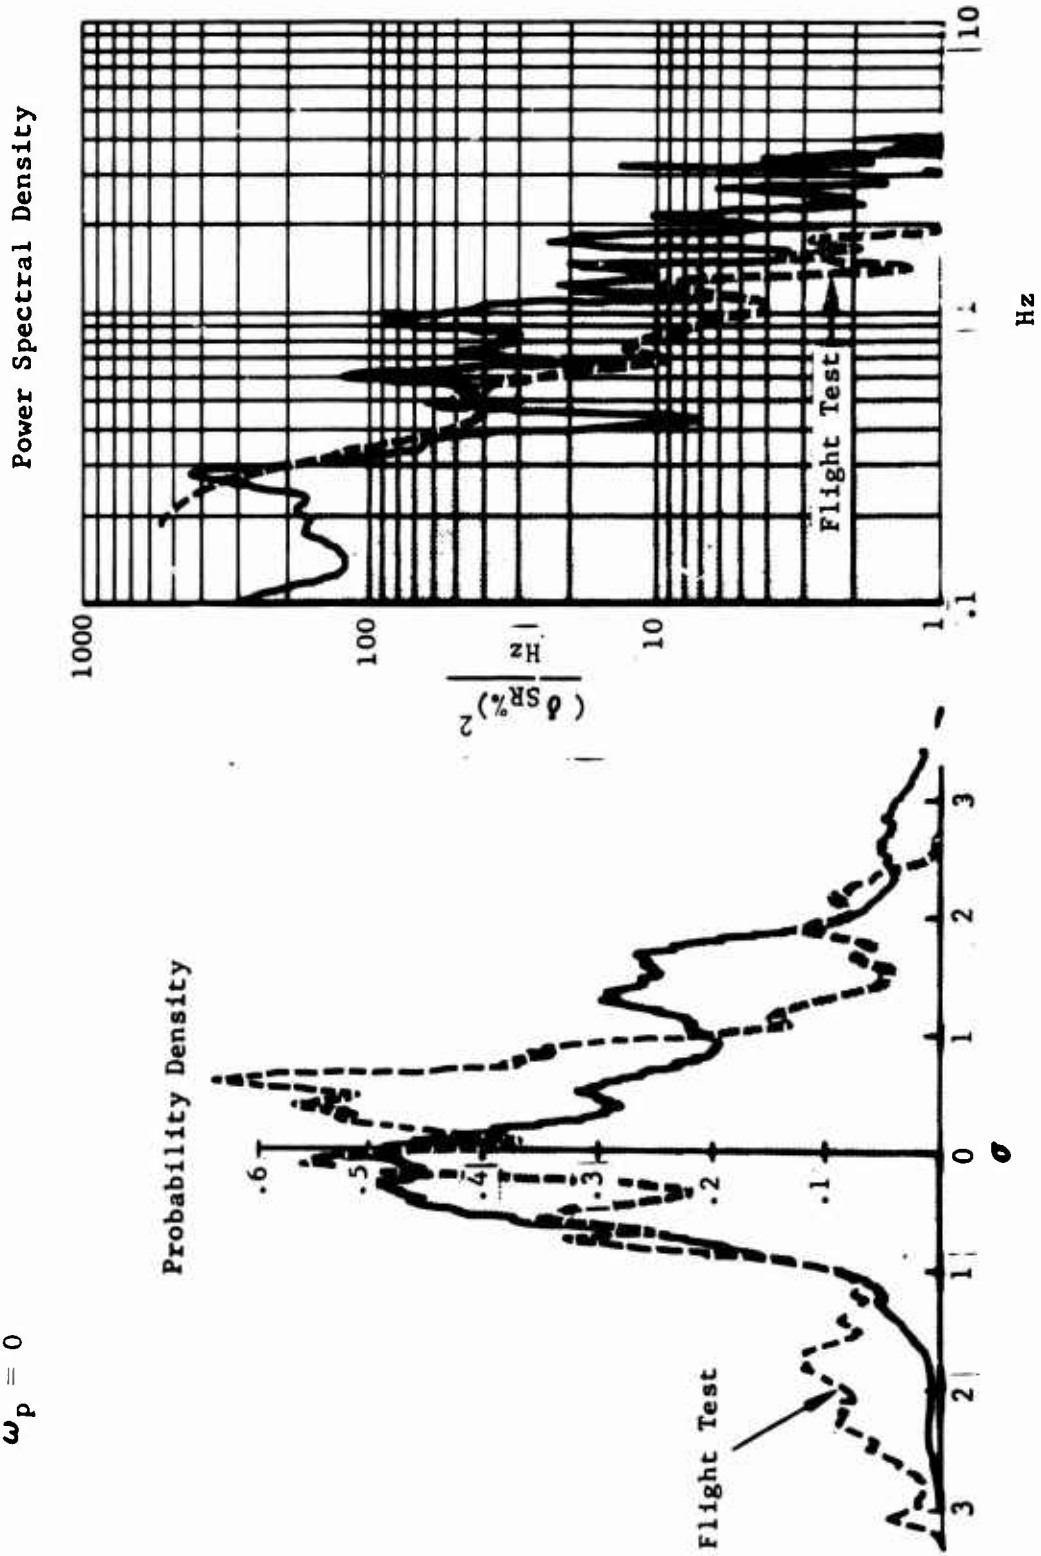 ω_p = 0
Probability Density
.6
.5
.4
.3
.2
.1
3
2
1
0
1
2
3
σ
Flight Test
Power Spectral Density
1000
100
10
1
(δ_SR%)²
Hz
.1
1
10
Hz
Flight Test